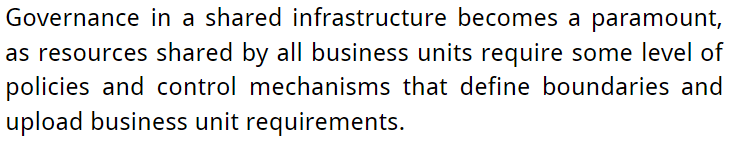 Governance in a shared infrastructure becomes a paramount,
as resources shared by all business units require some level of
policies and control mechanisms that define boundaries and
upload business unit requirements.